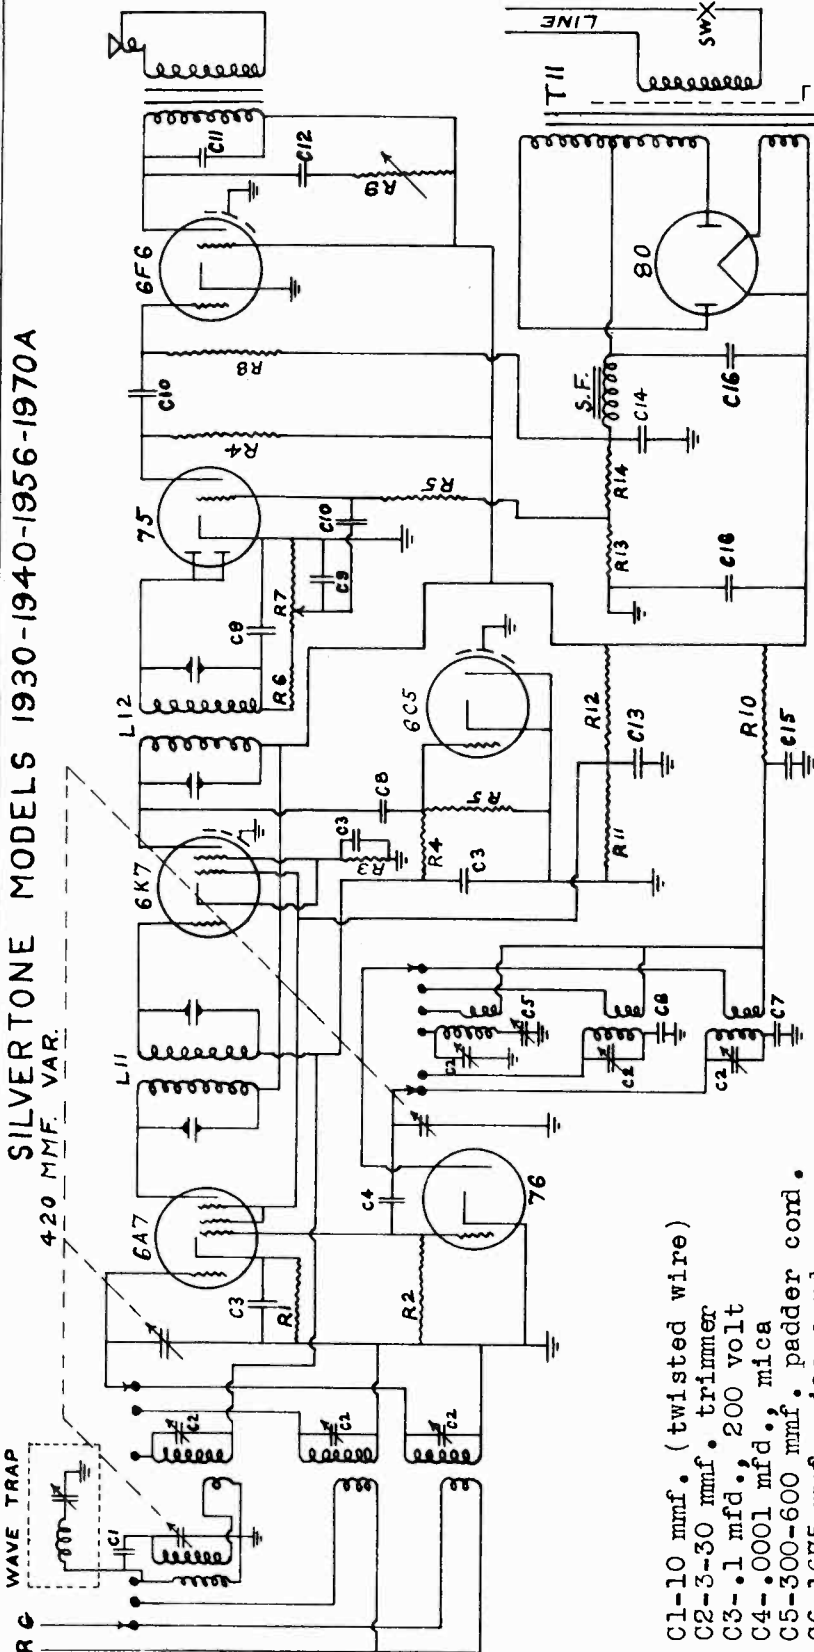 SILVERTONE MODELS 1930-1940-1956-1970A
420 MMF. VAR.
WAVE TRAP
R G
C1
C2
C2
C2
6A7
C3
R1
R2
C4
76
L11
6K7
C3
R3
L12
C8
R4
R5
C3
6C5
C8
R6
R7
C9
C10
75
R4
C10
R5
R8
6F6
C11
C12
R9
C2
C5
C2
C6
C2
C7
R11
R12
C13
R10
C15
R13
R14
C16
C14
S.F.
C16
80
T11
LINE
SW
C1-10 mmf. (twisted wire)
C2-3-30 mmf. trimmer
C3-.1 mfd., 200 volt
C4-.0001 mfd., mica
C5-300-600 mmf. padder cond.